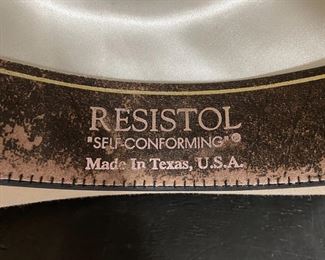 RESISTOL
"SELF-CONFORMING"®
Made In Texas, U.S.A.